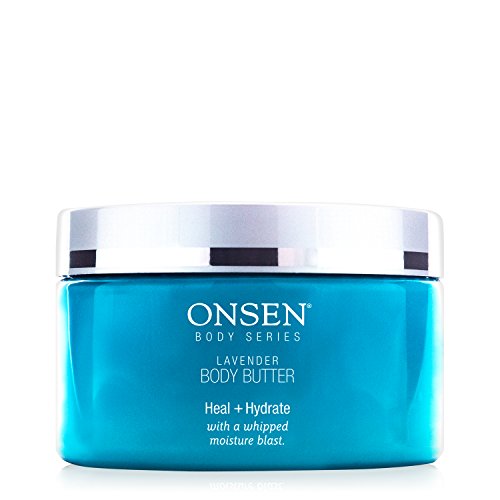 ONSEN®
BODY SERIES
LAVENDER
BODY BUTTER
Heal + Hydrate
with a whipped
moisture blast.